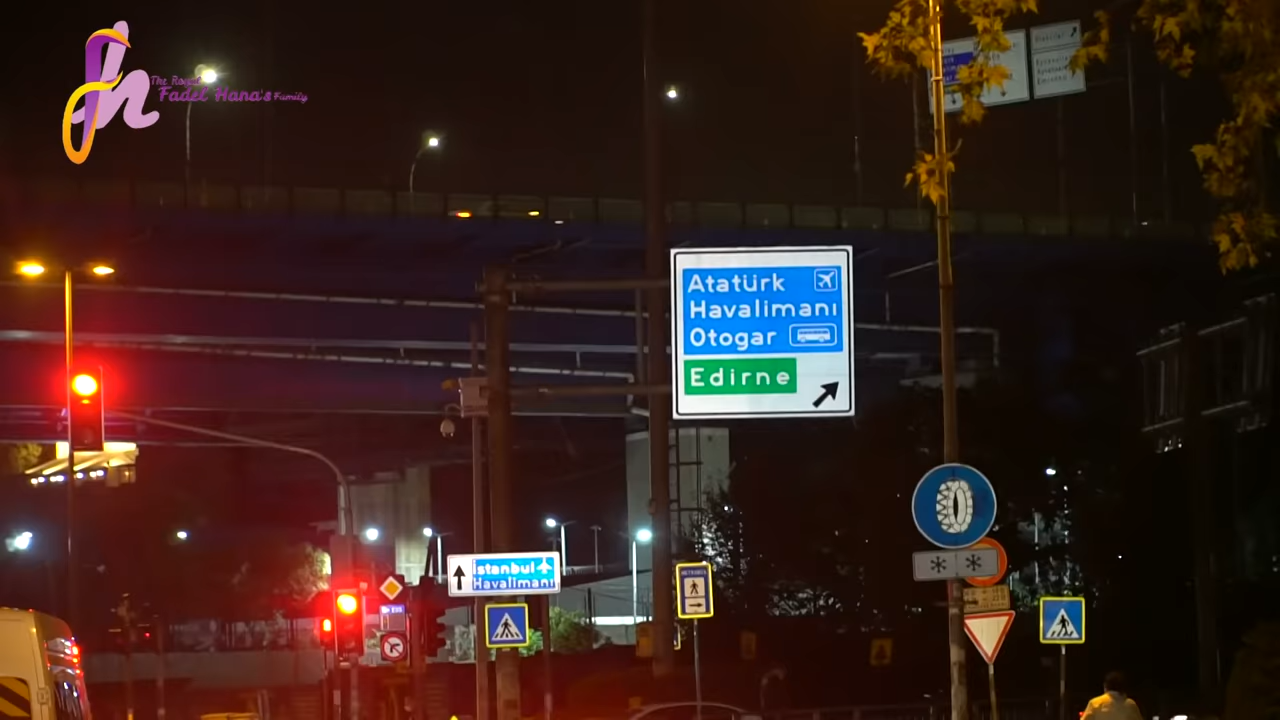 The Royal
Fadel Hana's Family
Atatürk
Havalimanı
Otogar
Edirne
İstanbul
Havalimanı